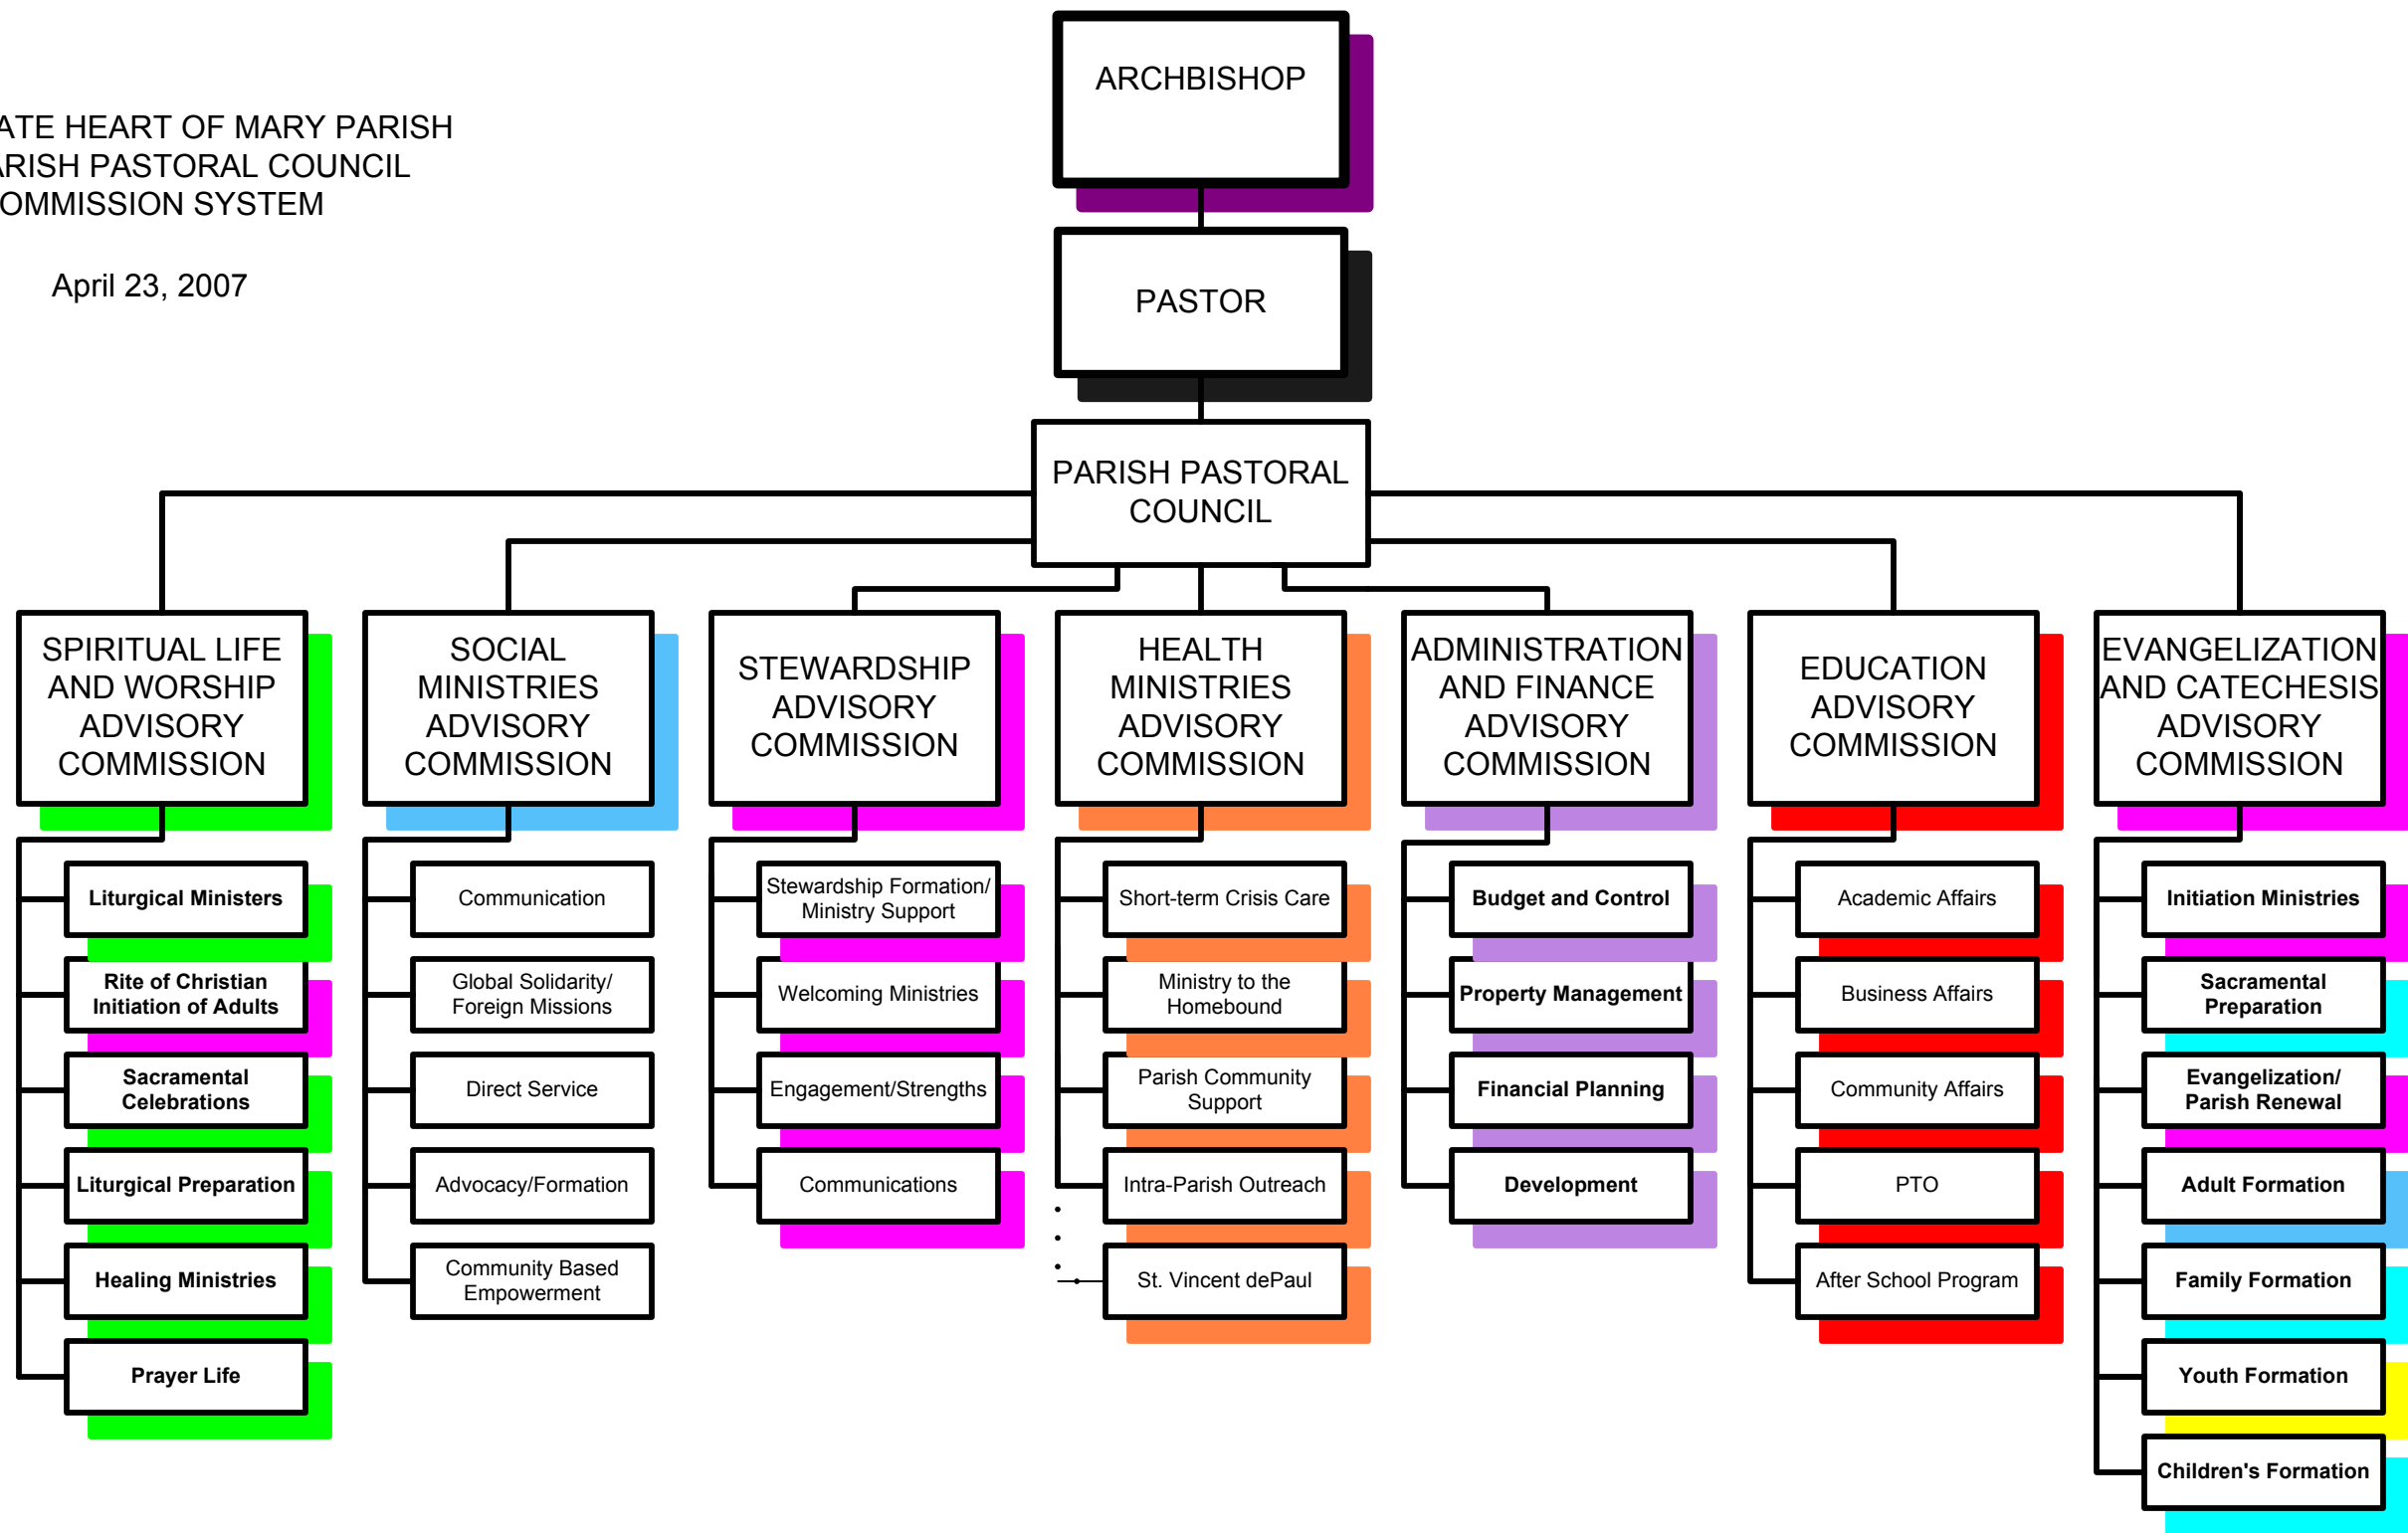 ARCHBISHOP
ATE HEART OF MARY PARISH
ARISH PASTORAL COUNCIL
OMMISSION SYSTEM
April 23, 2007
PASTOR
PARISH PASTORAL
COUNCIL
SPIRITUAL LIFE
AND WORSHIP
ADVISORY
COMMISSION
Liturgical Ministers
Rite of Christian
Initiation of Adults
Sacramental
Celebrations
Liturgical Preparation
Healing Ministries
Prayer Life
SOCIAL
MINISTRIES
ADVISORY
COMMISSION
Communication
Global Solidarity/
Foreign Missions
Direct Service
Advocacy/Formation
Community Based
Empowerment
STEWARDSHIP
ADVISORY
COMMISSION
Stewardship Formation/
Ministry Support
Welcoming Ministries
Engagement/Strengths
Communications
HEALTH
MINISTRIES
ADVISORY
COMMISSION
Short-term Crisis Care
Ministry to the
Homebound
Parish Community
Support
Intra-Parish Outreach
St. Vincent dePaul
ADMINISTRATION
AND FINANCE
ADVISORY
COMMISSION
Budget and Control
Property Management
Financial Planning
Development
EDUCATION
ADVISORY
COMMISSION
Academic Affairs
Business Affairs
Community Affairs
PTO
After School Program
EVANGELIZATION
AND CATECHESIS
ADVISORY
COMMISSION
Initiation Ministries
Sacramental
Preparation
Evangelization/
Parish Renewal
Adult Formation
Family Formation
Youth Formation
Children's Formation